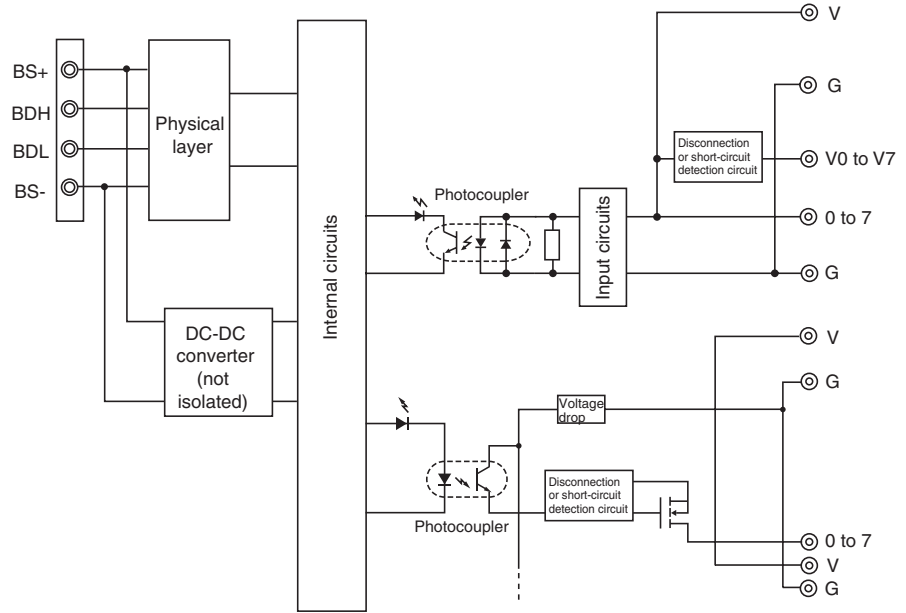 BS+
BDH
BDL
BS-
Physical
layer
DC-DC
converter
(not
isolated)
Internal circuits
Photocoupler
Input circuits
V
G
Disconnection
or short-circuit
detection circuit
V0 to V7
0 to 7
G
V
G
Voltage
drop
Disconnection
or short-circuit
detection circuit
Photocoupler
0 to 7
V
G